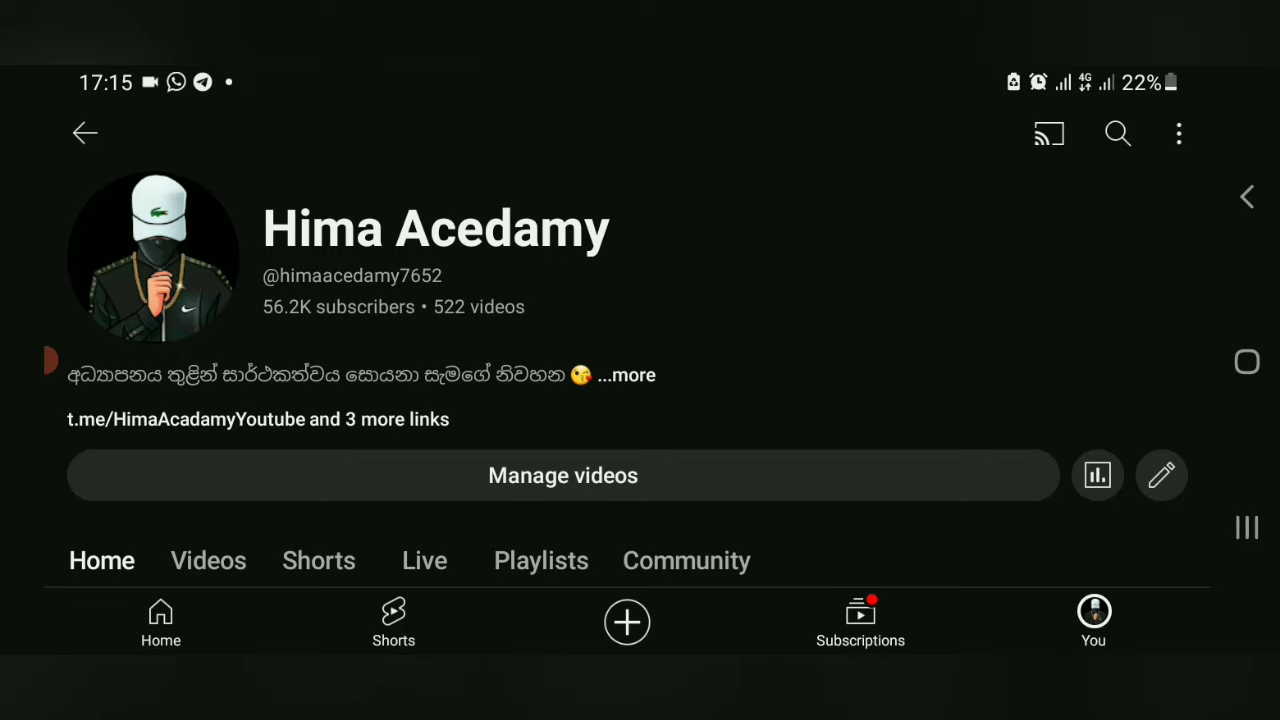 17:15 4G 22%
Hima Acedamy
@himaacedamy7652
56.2K subscribers • 522 videos
අධ්‍යාපනය තුළින් සාර්ථකත්වය සොයනා සැමගේ නිවහන 😘 ...more
t.me/HimaAcadamyYoutube and 3 more links
Manage videos
Home Videos Shorts Live Playlists Community
Home Shorts Subscriptions You